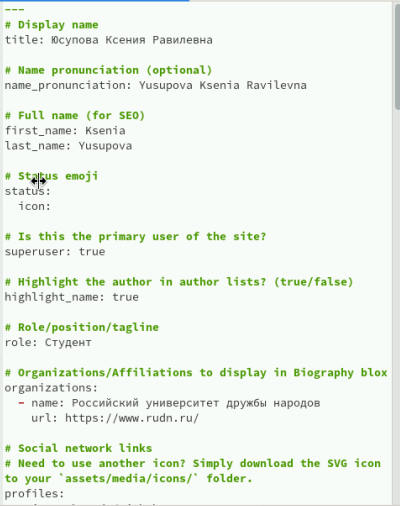 ---
# Display name
title: Юсупова Ксения Равилевна
# Name pronunciation (optional)
name_pronunciation: Yusupova Ksenia Ravilevna
# Full name (for SEO)
first_name: Ksenia
last_name: Yusupova
# Status emoji
status:
icon:
# Is this the primary user of the site?
superuser: true
# Highlight the author in author lists? (true/false)
highlight_name: true
# Role/position/tagline
role: Студент
# Organizations/Affiliations to display in Biography blox
organizations:
- name: Российский университет дружбы народов
url: https://www.rudn.ru/
# Social network links
# Need to use another icon? Simply download the SVG icon
to your `assets/media/icons/` folder.
profiles: